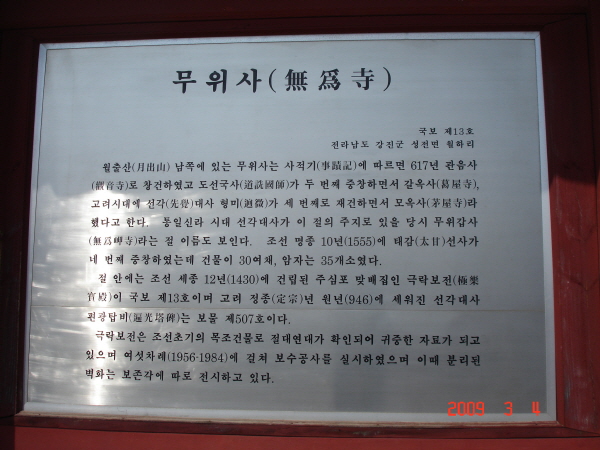 무위사(無爲寺)
국보 제13호
전라남도 강진군 성전면 월하리
월출산(月出山) 남쪽에 있는 무위사는 사적기(事蹟記)에 따르면 617년 관음사
(觀音寺)로 창건하였고 도선국사(道詵國師)가 두 번째 중창하면서 갈옥사(葛屋寺),
고려시대에 선각(先覺)대사 형미(逈微)가 세 번째로 재건하면서 모옥사(茅屋寺)라
했다고 한다. 통일신라 시대 선각대사가 이 절의 주지로 있을 당시 무위갑사
(無爲岬寺)라는 절 이름도 보인다. 조선 명종 10년(1555)에 태감(太甘)선사가
네 번째 중창하였는데 건물이 30여채, 암자는 35개소였다.
절 안에는 조선 세종 12년(1430)에 건립된 주심포 맞배집인 극락보전(極樂
寶殿)이 국보 제13호이며 고려 정종(定宗)년 원년(946)에 세워진 선각대사
편광탑비(遍光塔碑)는 보물 제507호이다.
극락보전은 조선초기의 목조건물로 절대연대가 확인되어 귀중한 자료가 되고
있으며 여섯차례(1956-1984)에 걸쳐 보수공사를 실시하였으며 이때 분리된
벽화는 보존각에 따로 전시하고 있다.
2009 3 4